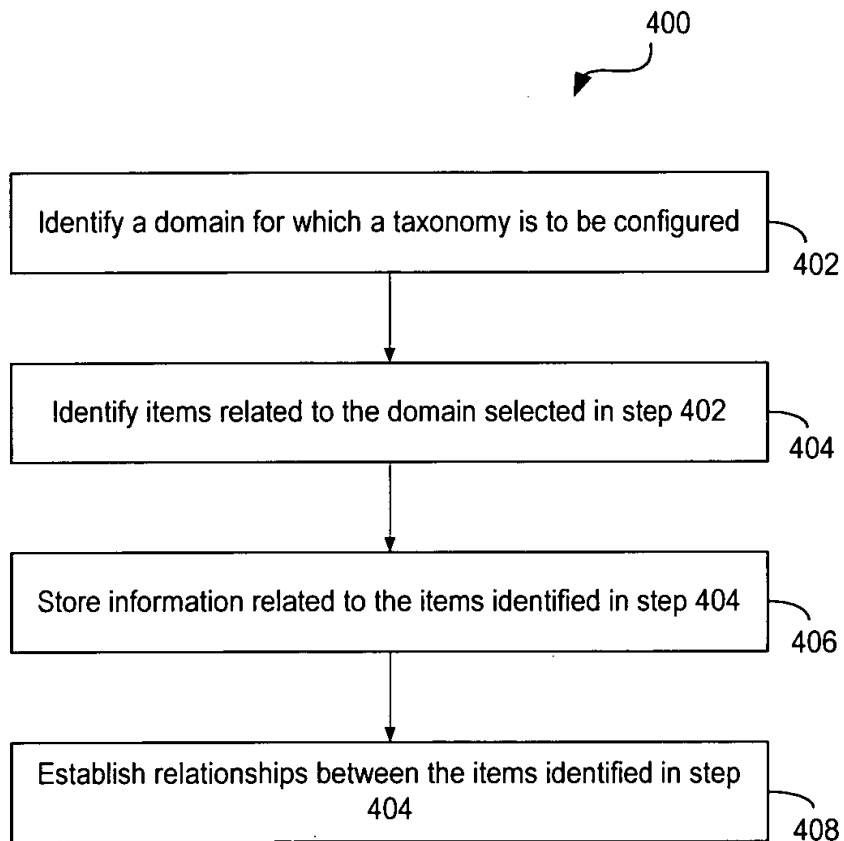 400
Identify a domain for which a taxonomy is to be configured
402
Identify items related to the domain selected in step 402
404
Store information related to the items identified in step 404
406
Establish relationships between the items identified in step
404
408